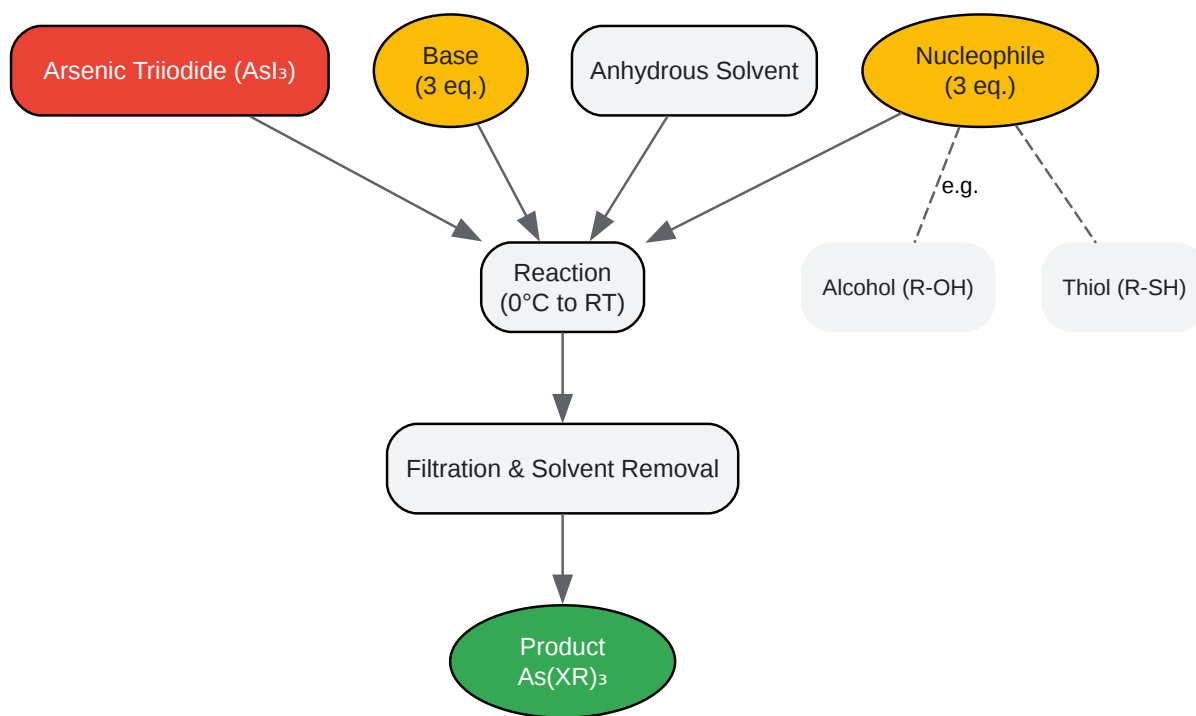 Arsenic Triiodide (AsI₃)
Base
(3 eq.)
Anhydrous Solvent
Nucleophile
(3 eq.)
e.g.
Reaction
(0°C to RT)
Alcohol (R-OH)
Thiol (R-SH)
Filtration & Solvent Removal
Product
As(XR)₃